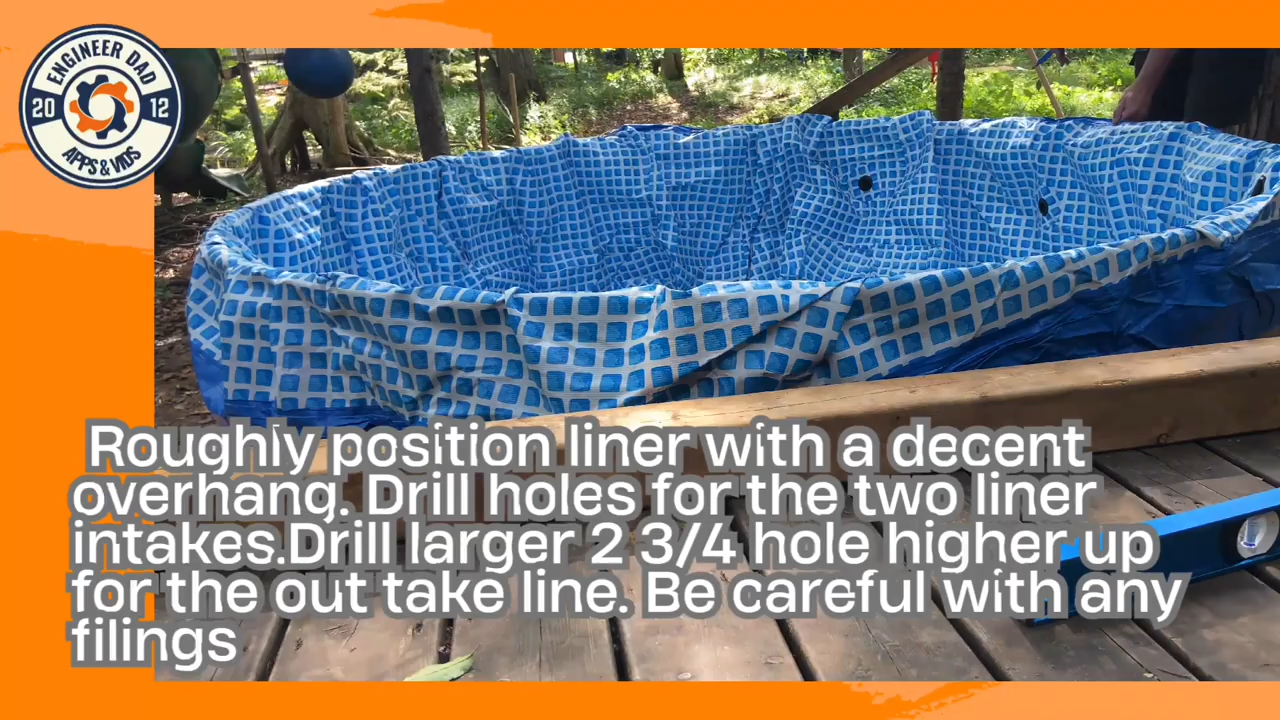 ENGINEER DAD
20 12
APPS & VIDS
Roughly position liner with a decent
overhang. Drill holes for the two liner
intakes.Drill larger 2 3/4 hole higher up
for the out take line. Be careful with any
filings